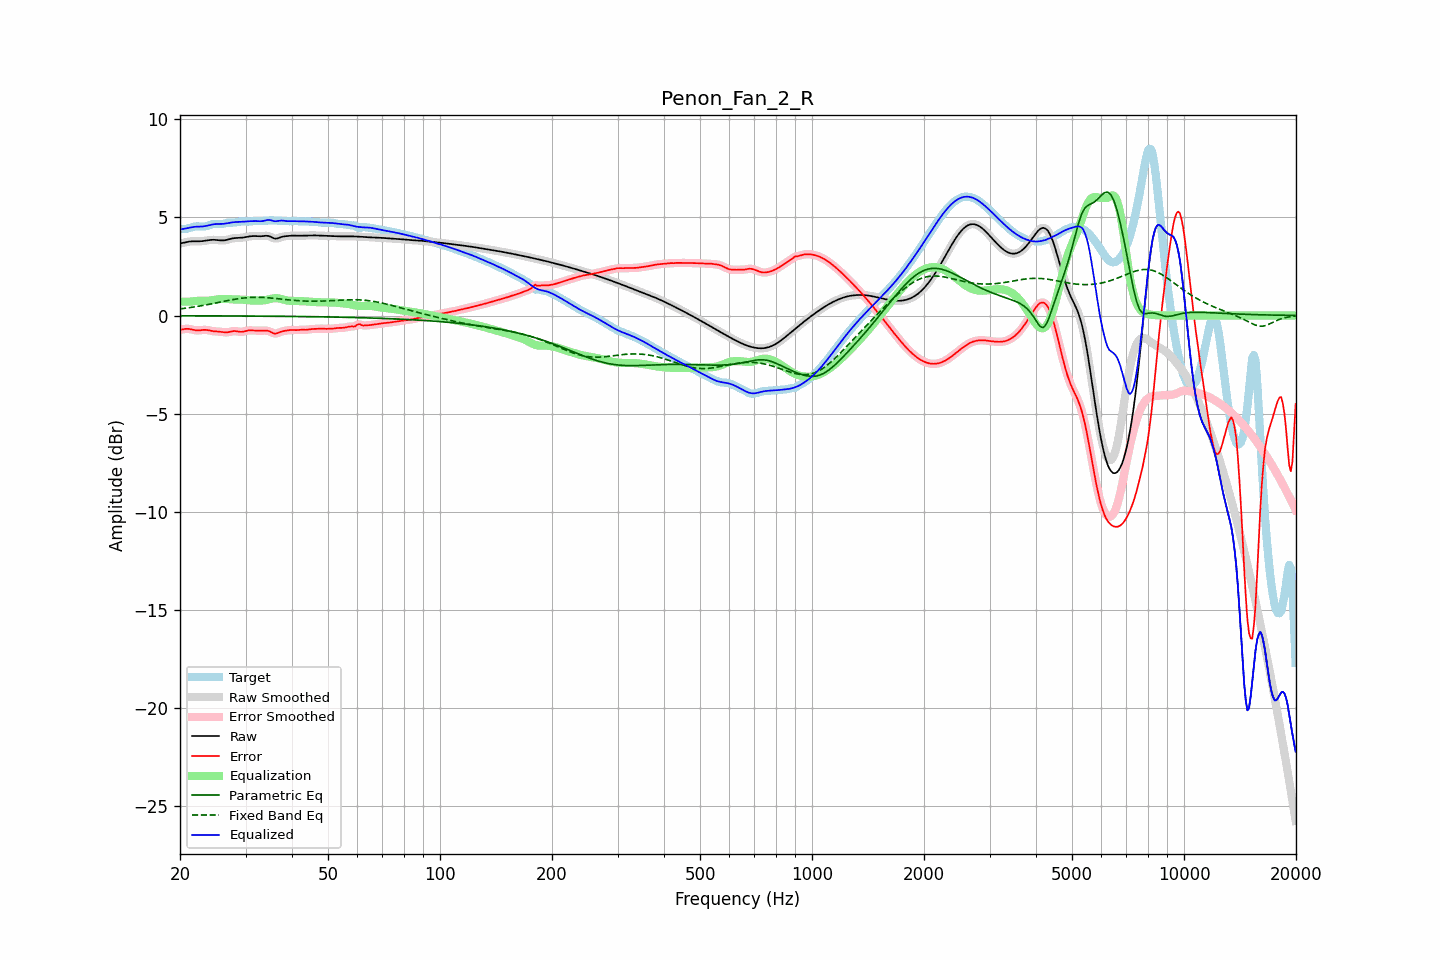 Penon_Fan_2_R
10
5
0
−5
−10
−15
−20
−25
Amplitude (dBr)
Target
Raw Smoothed
Error Smoothed
Raw
Error
Equalization
Parametric Eq
Fixed Band Eq
Equalized
20 50 100 200 500 1000 2000 5000 10000 20000
Frequency (Hz)